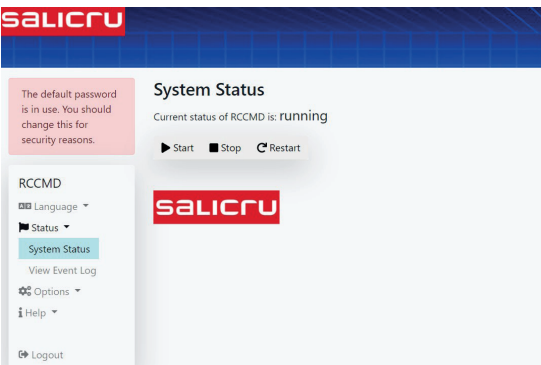 salicru
The default password
is in use. You should
change this for
security reasons.
System Status
Current status of RCCMD is: running
Start Stop Restart
RCCMD
Language
Status
System Status
View Event Log
Options
Help
Logout
salicru